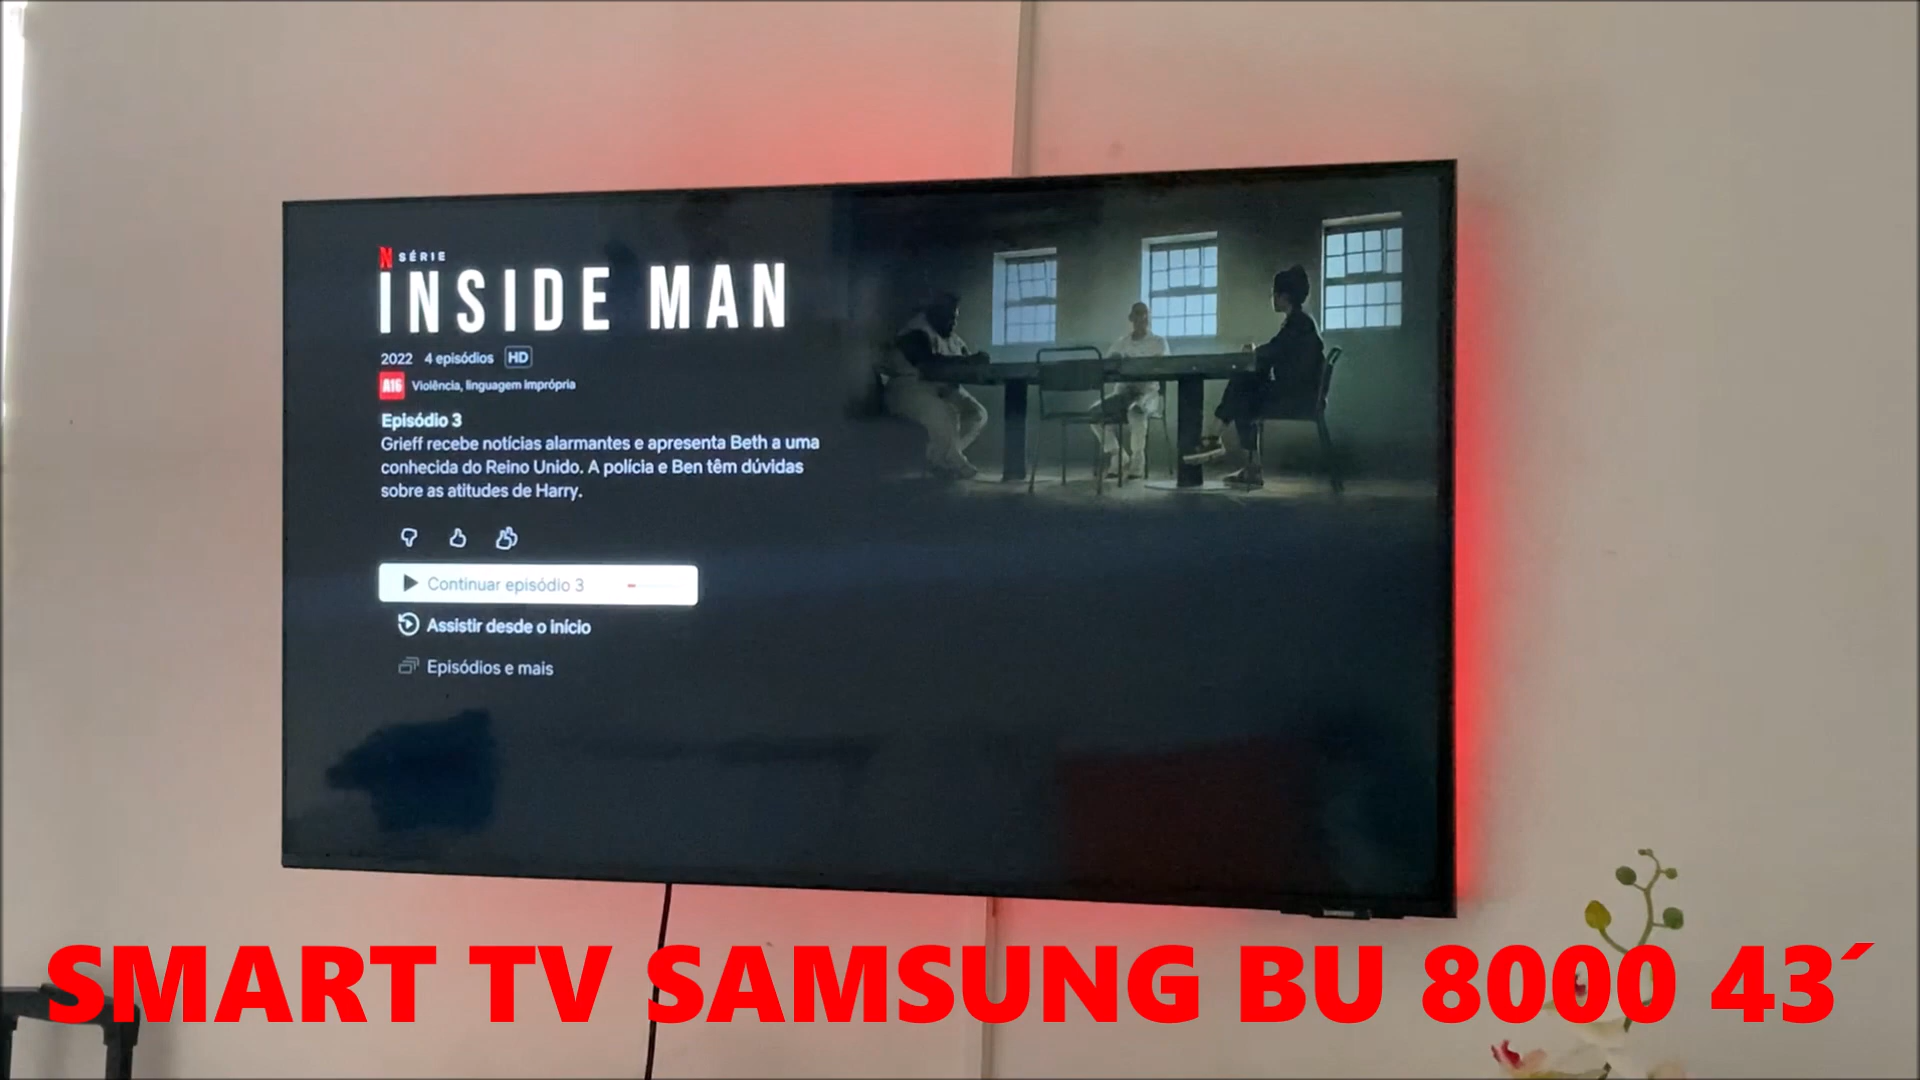 N SÉRIE
INSIDE MAN
2022 4 episódios HD
A16 Violência, linguagem imprópria
Episódio 3
Grieff recebe notícias alarmantes e apresenta Beth a uma
conhecida do Reino Unido. A polícia e Ben têm dúvidas
sobre as atitudes de Harry.
Continuar episódio 3
Assistir desde o início
Episódios e mais
SMART TV SAMSUNG BU 8000 43´